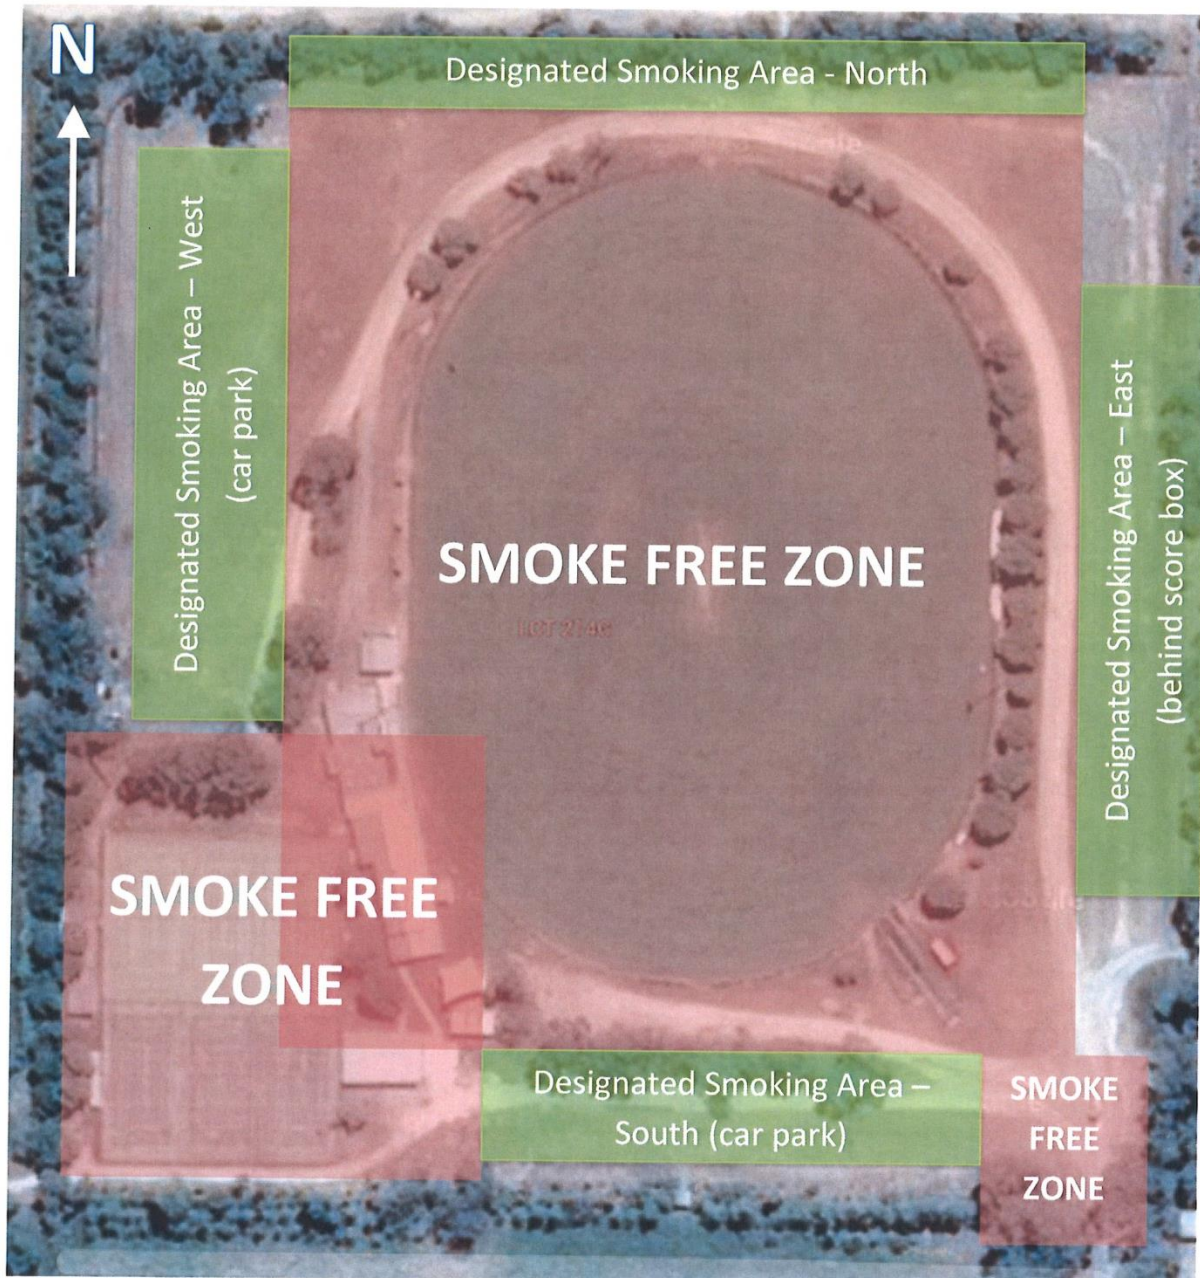 N
Designated Smoking Area - North
Designated Smoking Area – West
(car park)
Designated Smoking Area – East
(behind score box)
SMOKE FREE ZONE
SMOKE FREE
ZONE
Designated Smoking Area –
South (car park)
SMOKE
FREE
ZONE